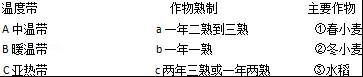 温度带 作物熟制 主要作物
A 中温带 a 一年二熟到三熟 ①春小麦
B 暖温带 b 一年一熟 ②冬小麦
C 亚热带 c 两年三熟或一年两熟 ③水稻